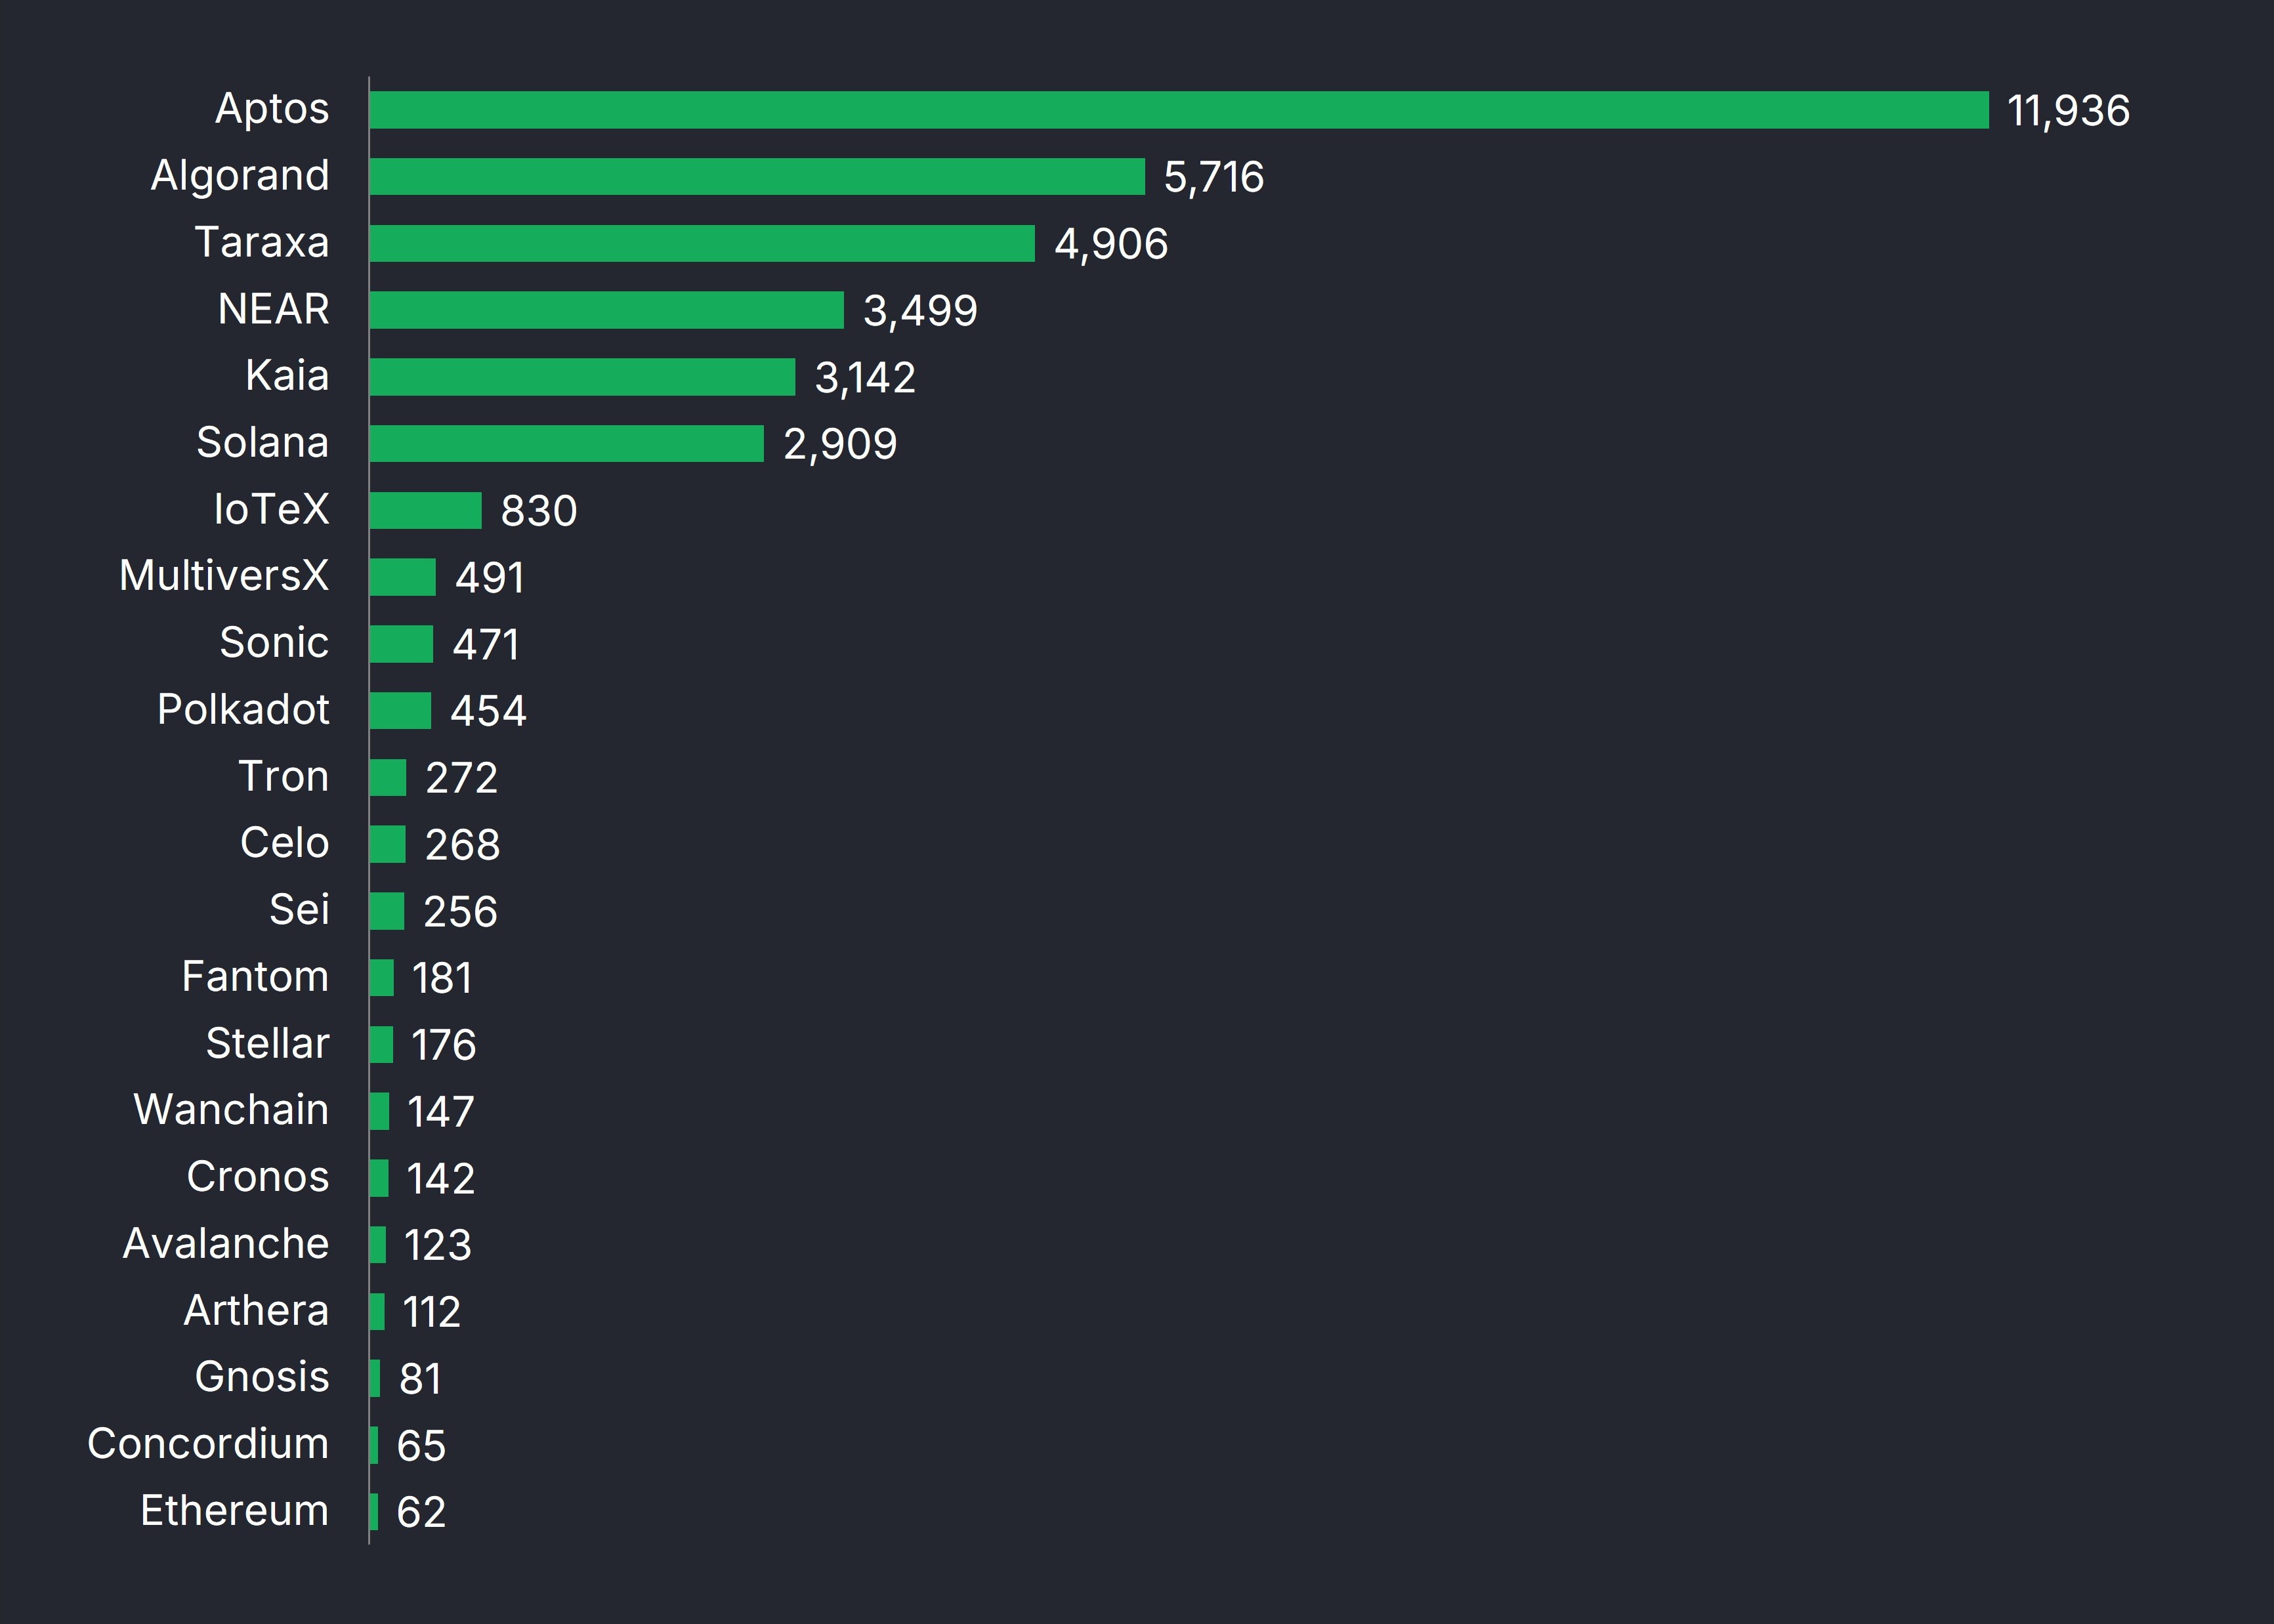 Aptos 11,936
Algorand 5,716
Taraxa 4,906
NEAR 3,499
Kaia 3,142
Solana 2,909
IoTeX 830
MultiversX 491
Sonic 471
Polkadot 454
Tron 272
Celo 268
Sei 256
Fantom 181
Stellar 176
Wanchain 147
Cronos 142
Avalanche 123
Arthera 112
Gnosis 81
Concordium 65
Ethereum 62